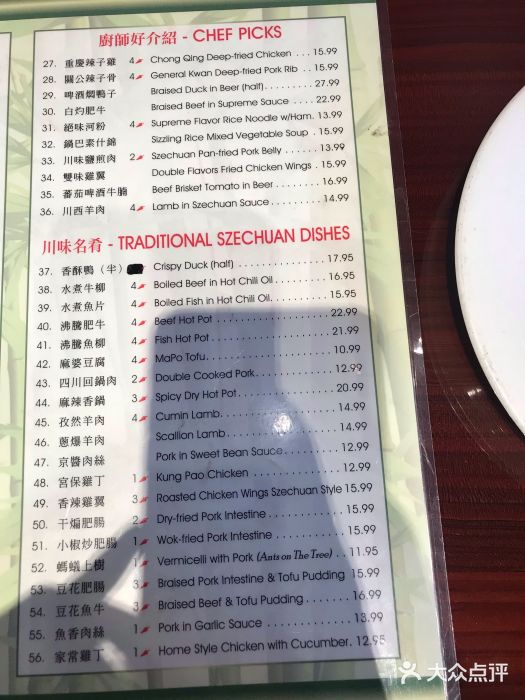 廚師好介紹 - CHEF PICKS
27. 重慶辣子雞 4 Chong Qing Deep-fried Chicken . . . 15.99
28. 關公辣子骨 4 General Kwan Deep-fried Pork Rib . . 15.99
29. 啤酒燜鴨子 Braised Duck in Beer (half). . . . . . . . . 27.99
30. 白灼肥牛 Braised Beef in Supreme Sauce . . . . 22.99
31. 絕味河粉 4 Supreme Flavor Rice Noodle w/Ham. 13.99
32. 鍋巴素什錦 Sizzling Rice Mixed Vegetable Soup . 15.99
33. 川味鹽煎肉 2 Szechuan Pan-fried Pork Belly . . . . . . 13.99
34. 雙味雞翼 Double Flavors Fried Chicken Wings . 15.99
35. 蕃茄啤酒牛腩 Beef Brisket Tomato in Beer . . . . . . . . 16.99
36. 川西羊肉 4 Lamb in Szechuan Sauce . . . . . . . . . 14.99
川味名肴 - TRADITIONAL SZECHUAN DISHES
37. 香酥鴨 (半) Crispy Duck (half) . . . . . . . . . . . . . . . 17.95
38. 水煮牛柳 4 Boiled Beef in Hot Chili Oil . . . . . . . . . 16.95
39. 水煮魚片 4 Boiled Fish in Hot Chili Oil. . . . . . . . . . 15.95
40. 沸騰肥牛 4 Beef Hot Pot . . . . . . . . . . . . . . . . . . . 22.99
41. 沸騰魚柳 4 Fish Hot Pot . . . . . . . . . . . . . . . . . . . . 21.99
42. 麻婆豆腐 4 MaPo Tofu. . . . . . . . . . . . . . . . . . . . . 10.99
43. 四川回鍋肉 2 Double Cooked Pork. . . . . . . . . . . . . 12.99
44. 麻辣香鍋 3 Spicy Dry Hot Pot . . . . . . . . . . . . . . . . 20.99
45. 孜然羊肉 4 Cumin Lamb. . . . . . . . . . . . . . . . . . . 14.99
46. 蔥爆羊肉 Scallion Lamb . . . . . . . . . . . . . . . . . . 14.99
47. 京醬肉絲 Pork in Sweet Bean Sauce. . . . . . . . . 12.99
48. 宮保雞丁 1 Kung Pao Chicken . . . . . . . . . . . . . . 12.99
49. 香辣雞翼 3 Roasted Chicken Wings Szechuan Style 15.99
50. 干煸肥腸 2 Dry-fried Pork Intestine . . . . . . . . . . . . 15.99
51. 小椒炒肥腸 1 Wok-fried Pork Intestine . . . . . . . . . . . 15.99
52. 螞蟻上樹 1 Vermicelli with Pork (Ants on The Tree) . . 11.95
53. 豆花肥腸 3 Braised Pork Intestine & Tofu Pudding . 15.99
54. 豆花魚牛 3 Braised Beef & Tofu Pudding . . . . . . . 16.99
55. 魚香肉絲 1 Pork in Garlic Sauce . . . . . . . . . . . . . 13.99
56. 家常雞丁 1 Home Style Chicken with Cucumber. 12.95
大众点评